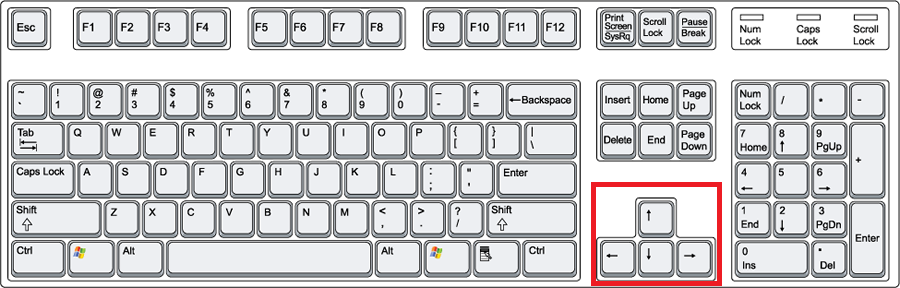 Esc F1 F2 F3 F4 F5 F6 F7 F8 F9 F10 F11 F12 Print Screen SysRq Scroll Lock Pause Break Num Lock Caps Lock Scroll Lock
~ ` ! 1 @ 2 # 3 $ 4 % 5 ^ 6 & 7 * 8 ( 9 ) 0 – - + = ←Backspace Insert Home Page Up Num Lock / * -
Tab Q W E R T Y U I O P { [ } ] | \ Delete End Page Down 7 Home 8 ↑ 9 PgUp +
Caps Lock A S D F G H J K L : ; " ' Enter 4 ← 5 6 →
Shift ⇧ Z X C V B N M < , > . ? / Shift ⇧ ↑ 1 End 2 ↓ 3 PgDn Enter
Ctrl Alt Alt Ctrl ← ↓ → 0 Ins . Del